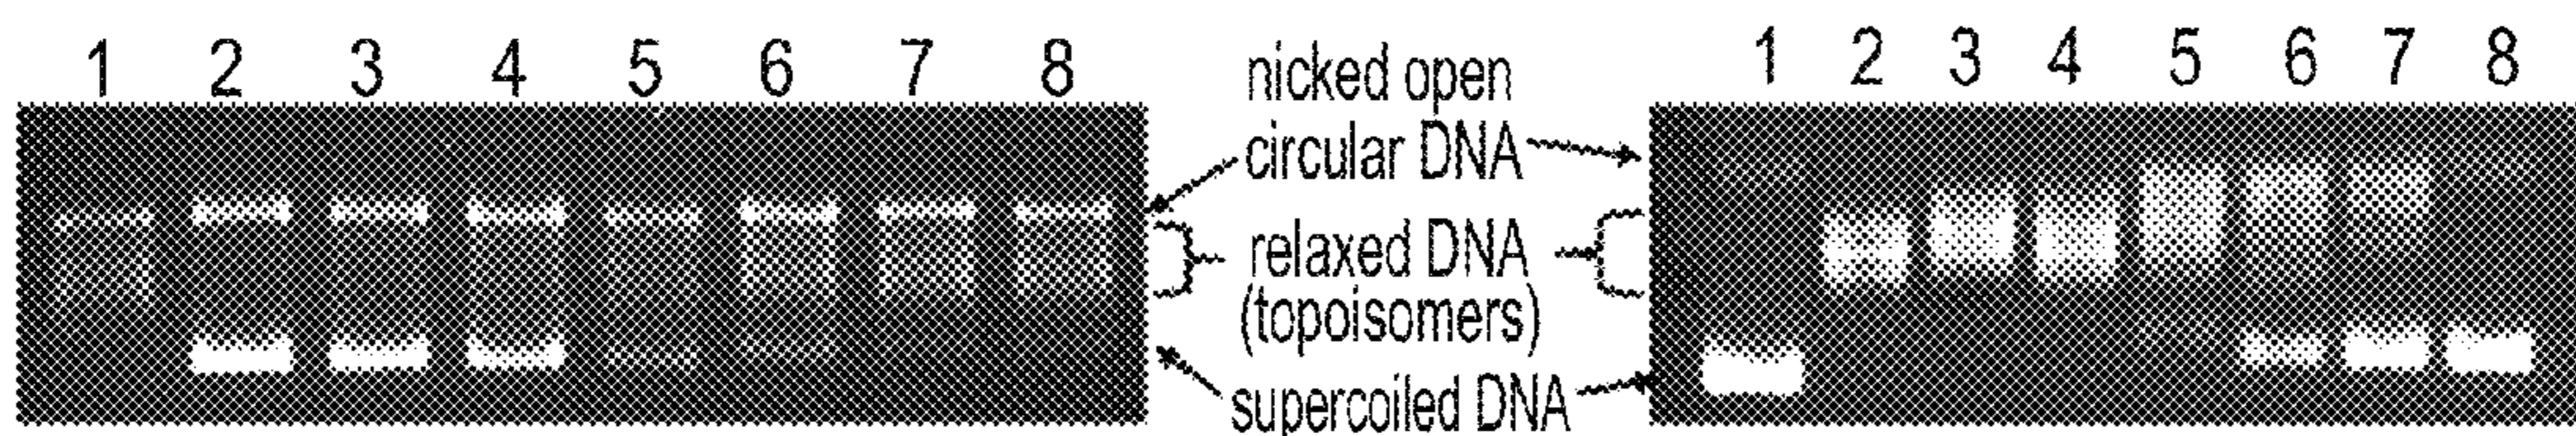 1 2 3 4 5 6 7 8
nicked open
circular DNA
relaxed DNA
(topoisomers)
supercoiled DNA
1 2 3 4 5 6 7 8